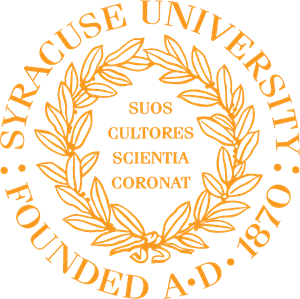 SYRACUSE UNIVERSITY
SUOS
CULTORES
SCIENTIA
CORONAT
FOUNDED A·D·1870